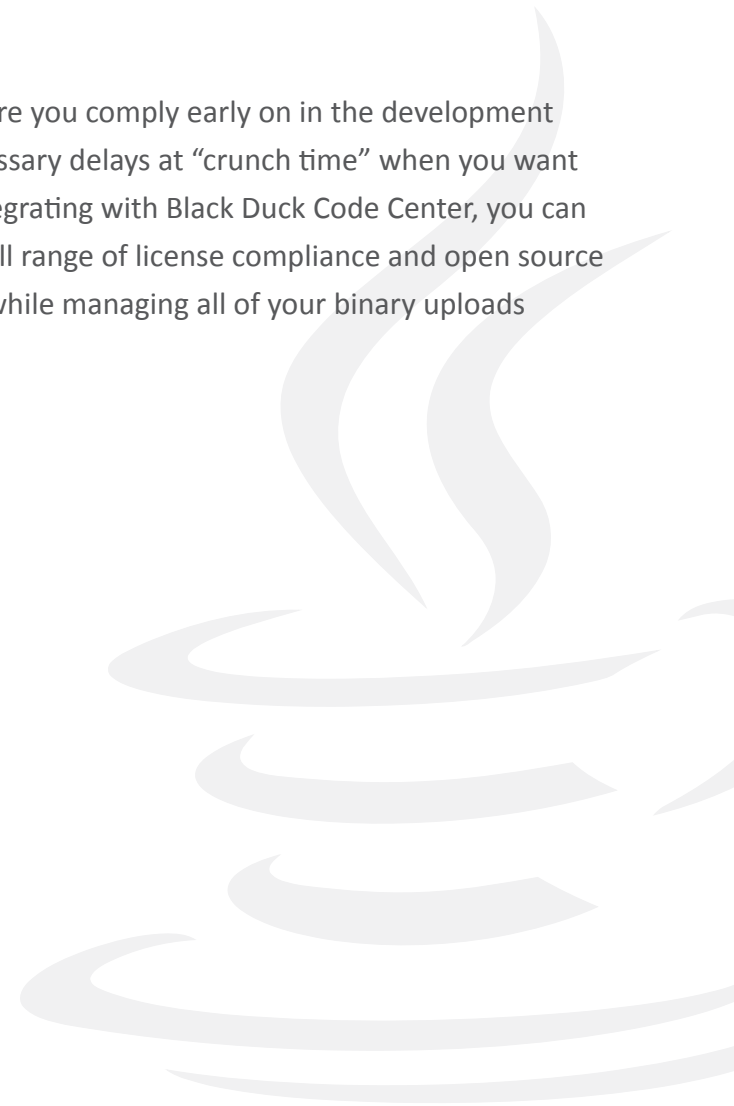 re you comply early on in the development
ssary delays at “crunch time” when you want
egrating with Black Duck Code Center, you can
ll range of license compliance and open source
while managing all of your binary uploads